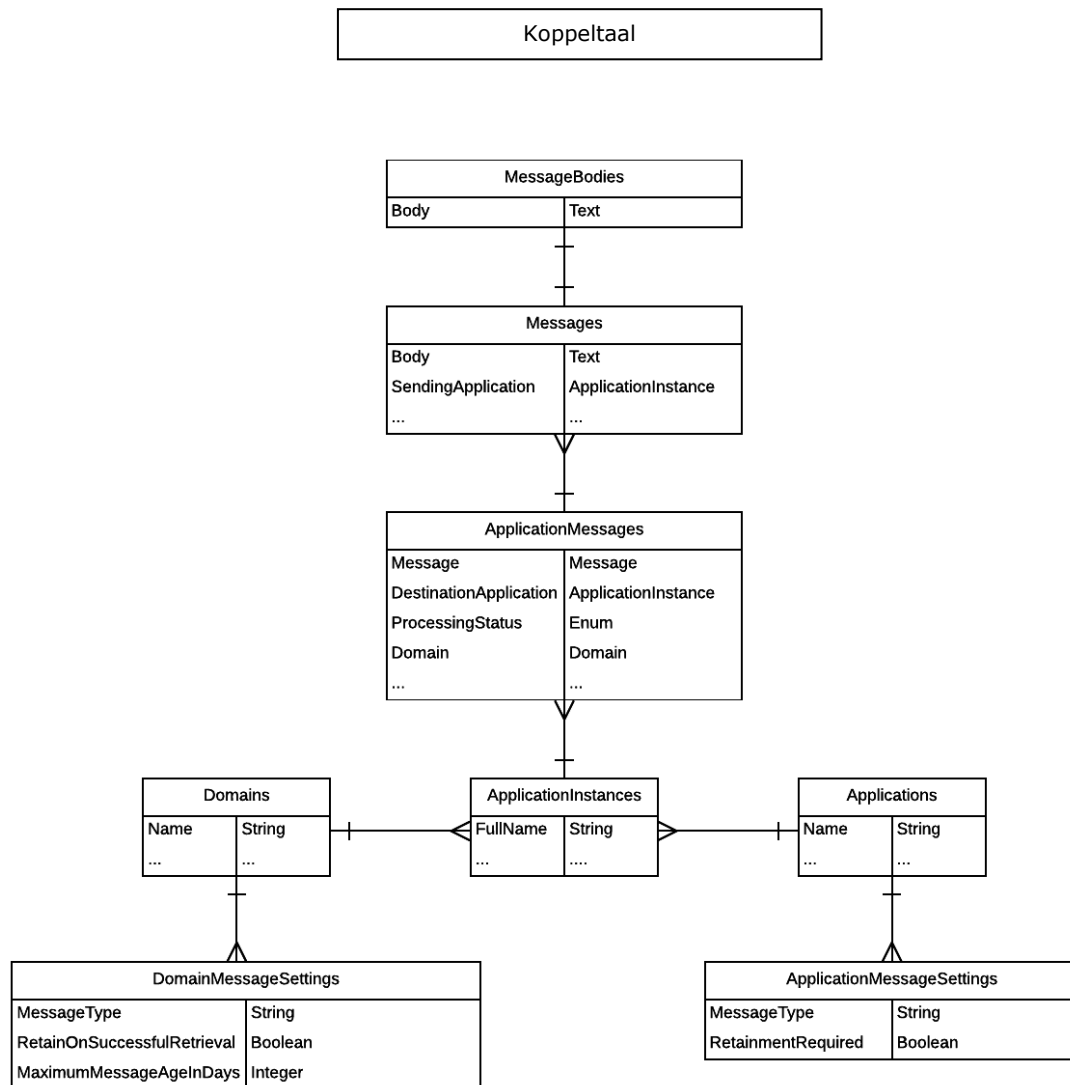 Koppeltaal
MessageBodies
Body Text
Messages
Body Text
SendingApplication ApplicationInstance
... ...
ApplicationMessages
Message Message
DestinationApplication ApplicationInstance
ProcessingStatus Enum
Domain Domain
... ...
Domains
Name String
... ...
ApplicationInstances
FullName String
... ....
Applications
Name String
... ...
DomainMessageSettings
MessageType String
RetainOnSuccessfulRetrieval Boolean
MaximumMessageAgeInDays Integer
ApplicationMessageSettings
MessageType String
RetainmentRequired Boolean